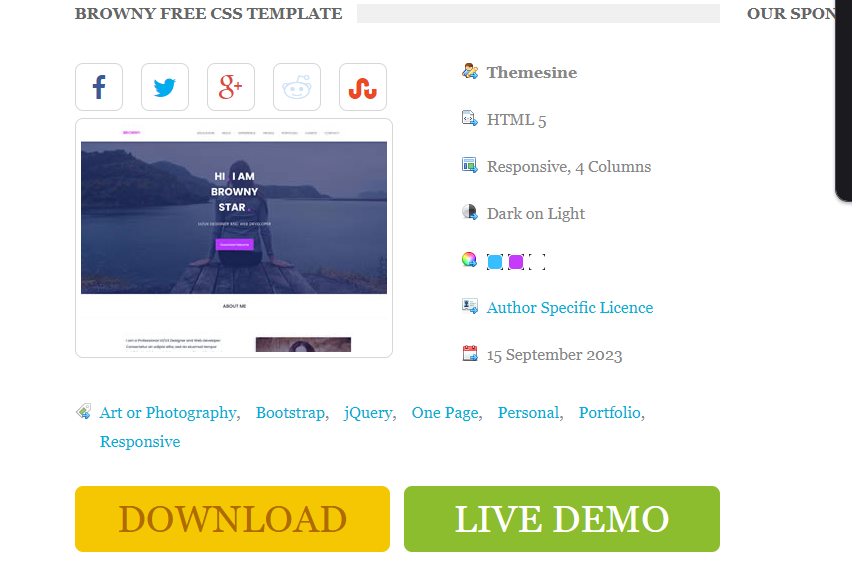 BROWNY FREE CSS TEMPLATE
OUR SPON
Themesine
HTML 5
Responsive, 4 Columns
Dark on Light
Author Specific Licence
15 September 2023
HI I AM
BROWNY
STAR
ABOUT ME
Art or Photography, Bootstrap, jQuery, One Page, Personal, Portfolio,
Responsive
DOWNLOAD
LIVE DEMO